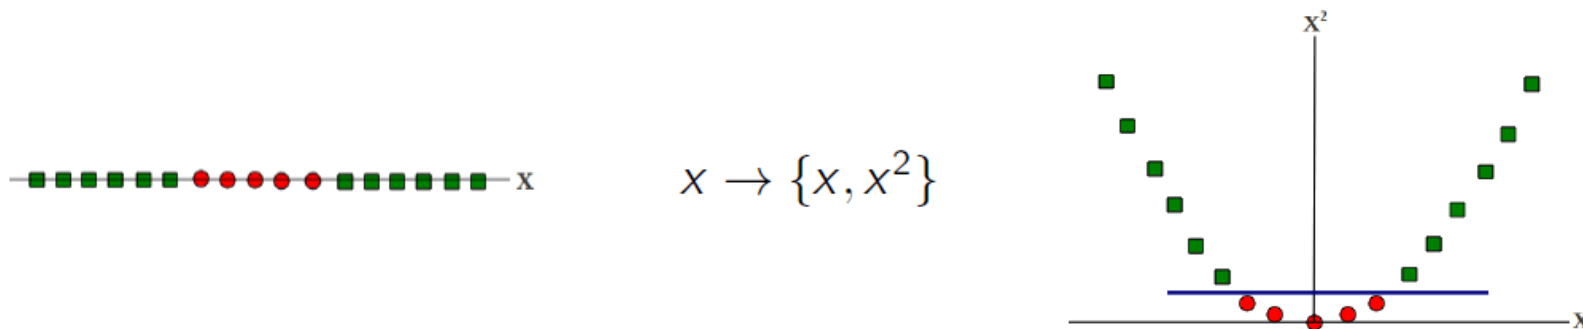 X
x → {x, x²}
X²
X